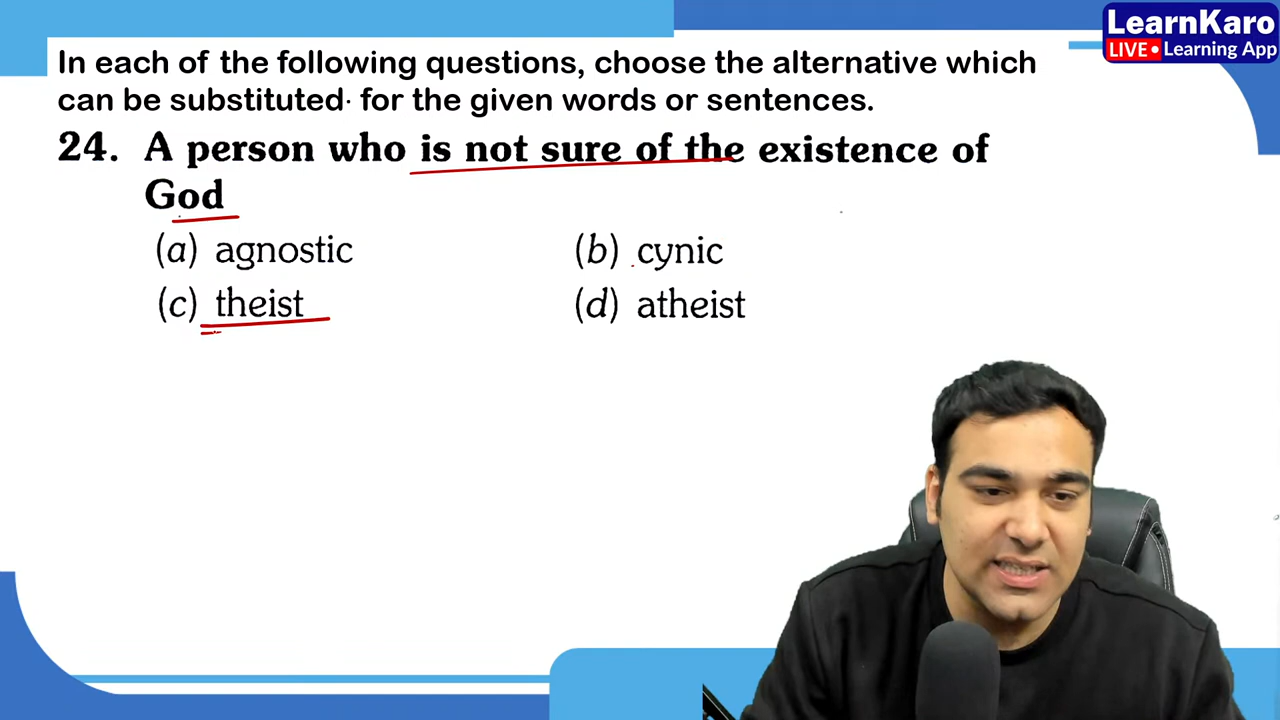 LearnKaro
LIVE • Learning App
In each of the following questions, choose the alternative which
can be substituted for the given words or sentences.
24. A person who is not sure of the existence of
God
(a) agnostic (b) cynic
(c) theist (d) atheist